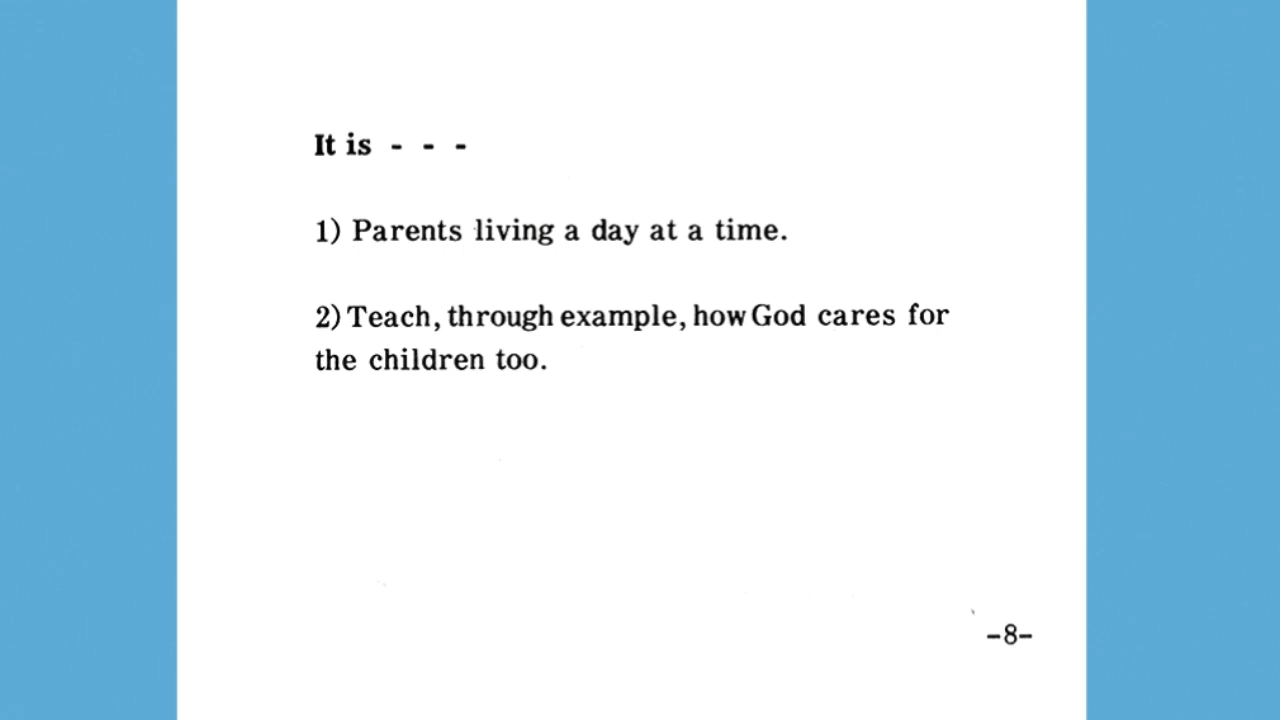 It is - - -
1) Parents living a day at a time.
2) Teach, through example, how God cares for
the children too.
-8-